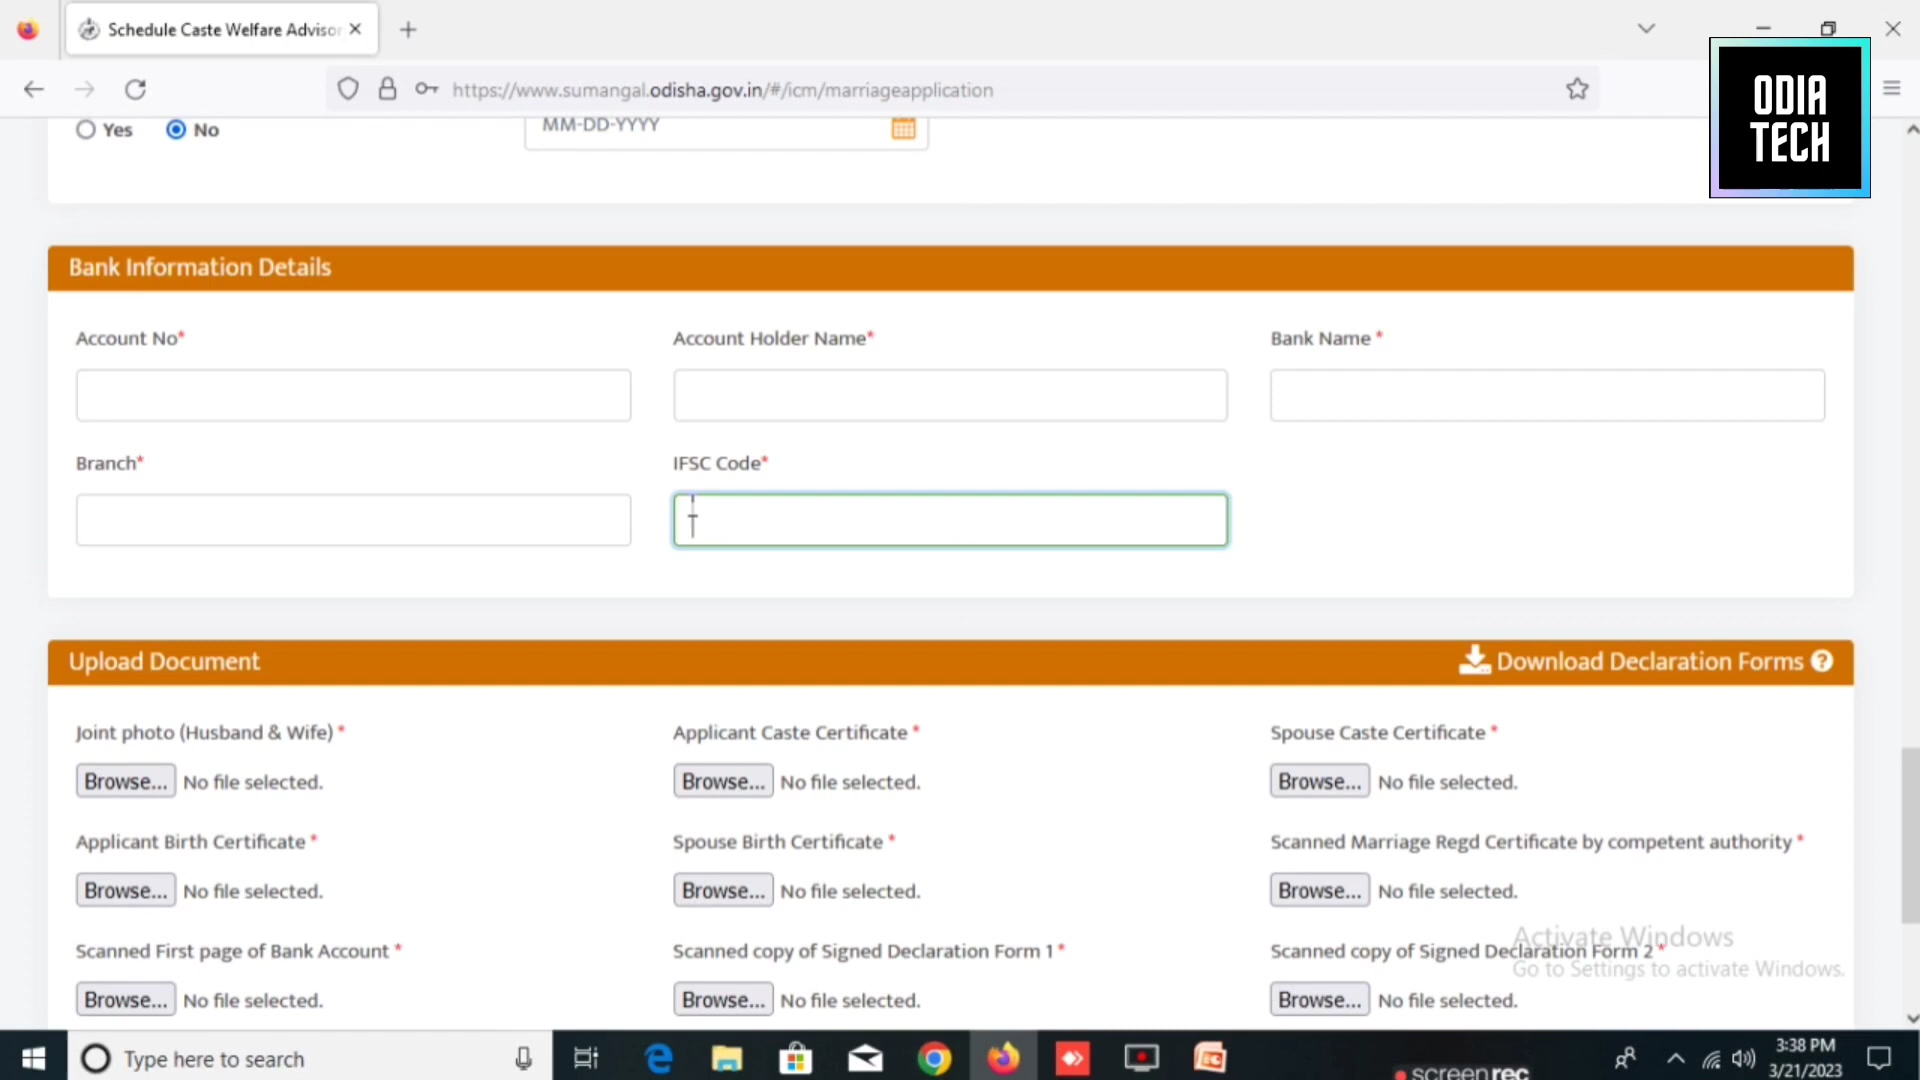 Schedule Caste Welfare Advisor
https://www.sumangal.odisha.gov.in/#/icm/marriageapplication
ODIA
TECH
Yes
No
MM-DD-YYYY
Bank Information Details
Account No*
Account Holder Name*
Bank Name *
Branch*
IFSC Code*
Upload Document
Download Declaration Forms ?
Joint photo (Husband & Wife) *
Applicant Caste Certificate *
Spouse Caste Certificate *
Browse... No file selected.
Browse... No file selected.
Browse... No file selected.
Applicant Birth Certificate *
Spouse Birth Certificate *
Scanned Marriage Regd Certificate by competent authority *
Browse... No file selected.
Browse... No file selected.
Browse... No file selected.
Scanned First page of Bank Account *
Scanned copy of Signed Declaration Form 1 *
Scanned copy of Signed Declaration Form 2 *
Browse... No file selected.
Browse... No file selected.
Browse... No file selected.
Activate Windows
Go to Settings to activate Windows.
Type here to search
screenrec
3:38 PM
3/21/2023